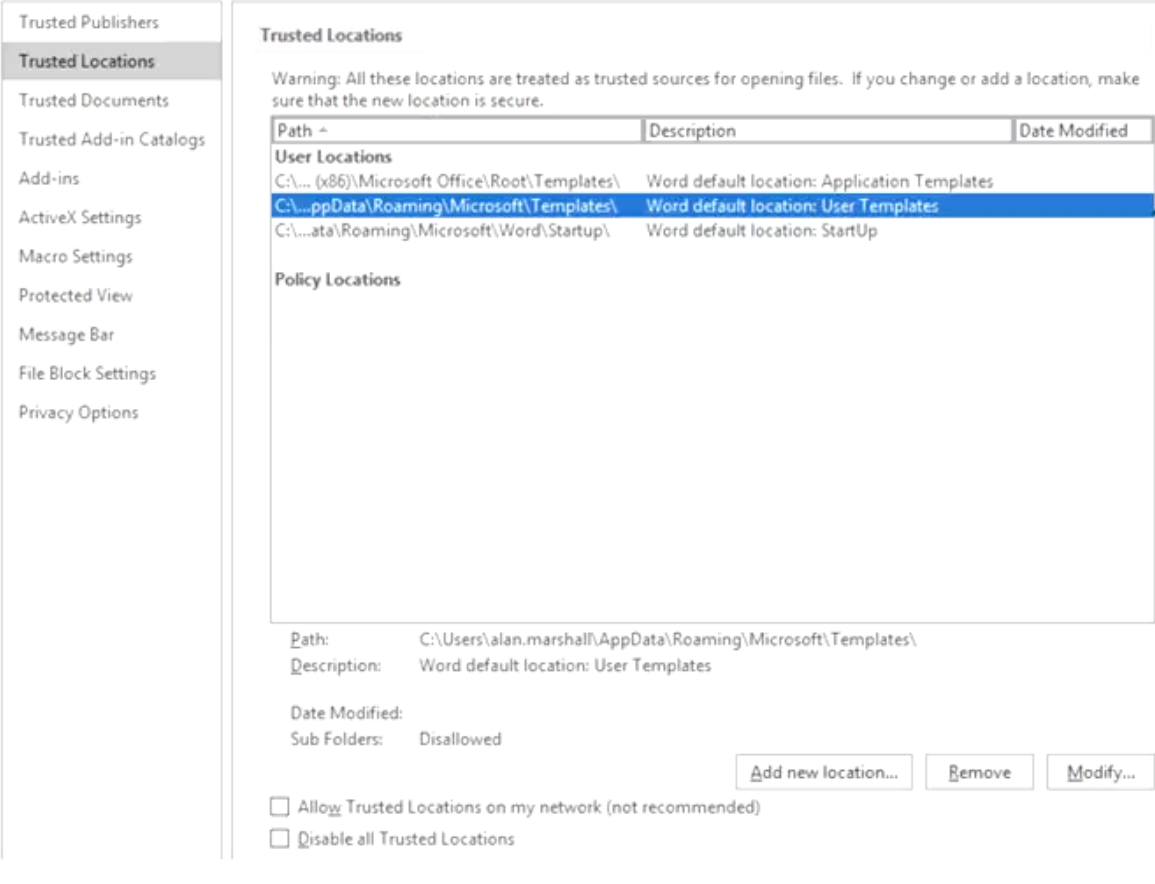 Trusted Publishers
Trusted Locations
Trusted Documents
Trusted Add-in Catalogs
Add-ins
ActiveX Settings
Macro Settings
Protected View
Message Bar
File Block Settings
Privacy Options
Trusted Locations
Warning: All these locations are treated as trusted sources for opening files. If you change or add a location, make
sure that the new location is secure.
Path Description Date Modified
User Locations
C:\... (x86)\Microsoft Office\Root\Templates\ Word default location: Application Templates
C:\...ppData\Roaming\Microsoft\Templates\ Word default location: User Templates
C:\...ata\Roaming\Microsoft\Word\Startup\ Word default location: StartUp
Policy Locations
Path: C:\Users\alan.marshall\AppData\Roaming\Microsoft\Templates\
Description: Word default location: User Templates
Date Modified:
Sub Folders: Disallowed
Add new location... Remove Modify...
Allow Trusted Locations on my network (not recommended)
Disable all Trusted Locations